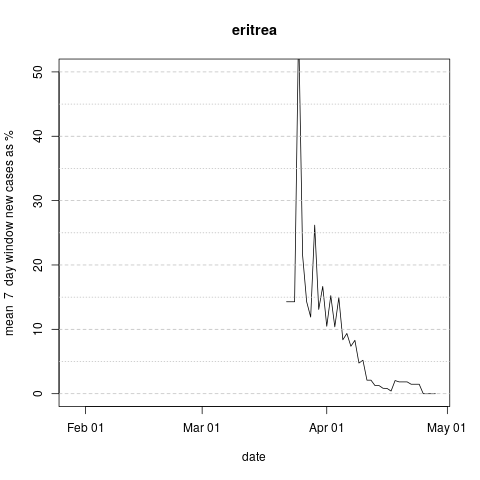 eritrea
mean 7 day window new cases as %
50
40
30
20
10
0
Feb 01
Mar 01
Apr 01
May 01
date